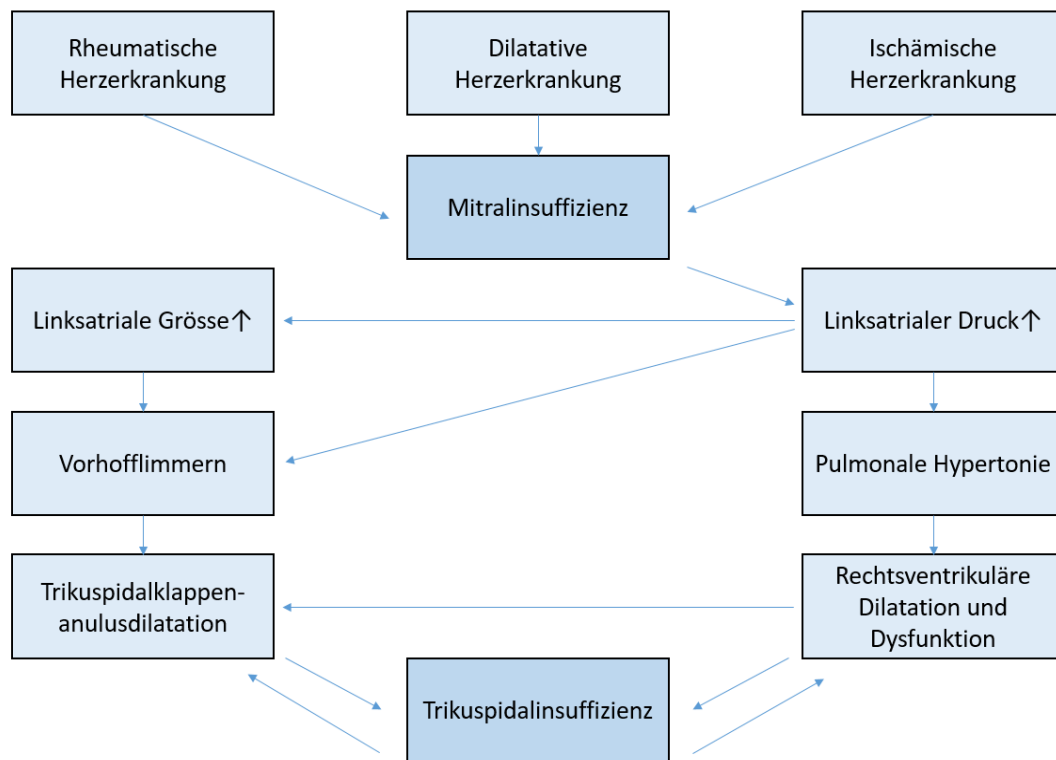 Rheumatische
Herzerkrankung
Dilatative
Herzerkrankung
Ischämische
Herzerkrankung
Mitralinsuffizienz
Linksatriale Grösse↑
Linksatrialer Druck↑
Vorhofflimmern
Pulmonale Hypertonie
Trikuspidalklappen-
anulusdilatation
Rechtsventrikuläre
Dilatation und
Dysfunktion
Trikuspidalinsuffizienz